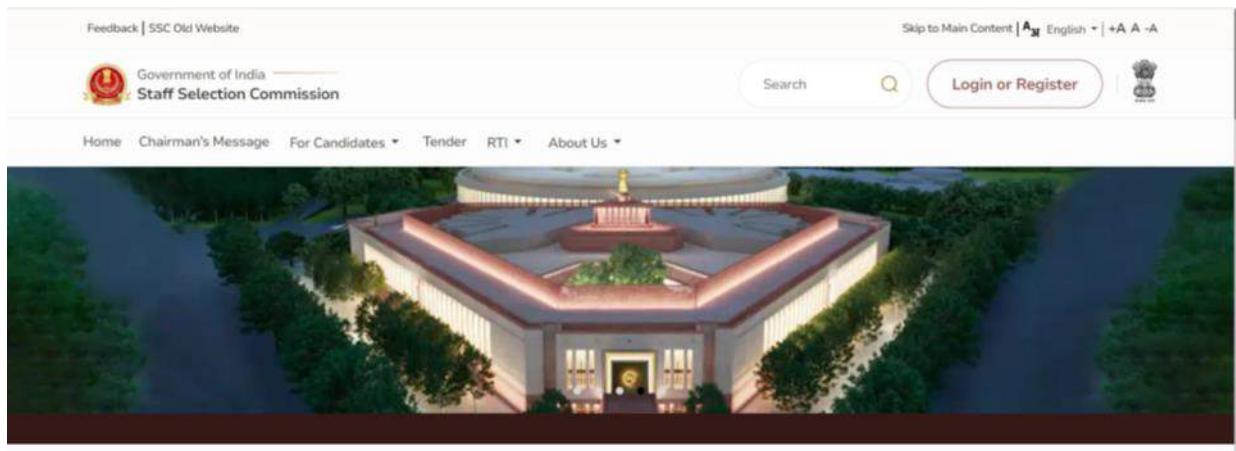 Feedback | SSC Old Website
Skip to Main Content | Aअ English | +A A -A
Government of India
Staff Selection Commission
Search
Login or Register
Home Chairman's Message For Candidates Tender RTI About Us